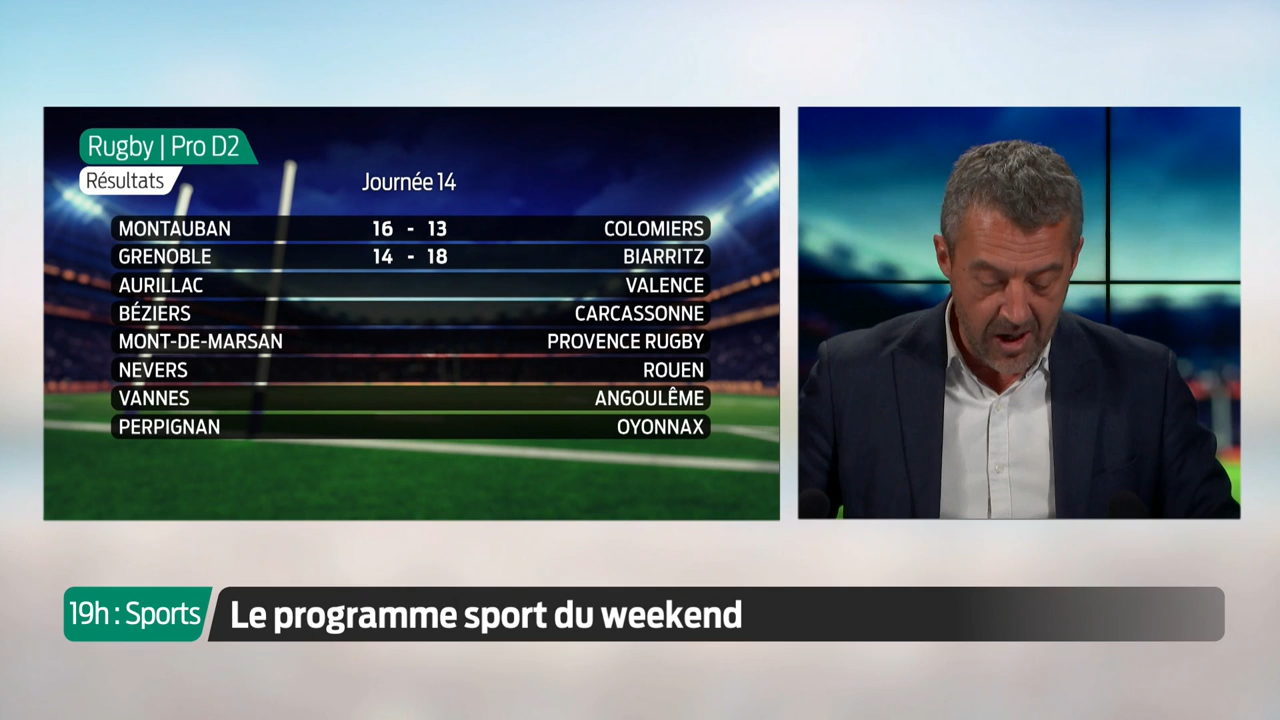 Rugby | Pro D2
Résultats
Journée 14
MONTAUBAN 16 - 13 COLOMIERS
GRENOBLE 14 - 18 BIARRITZ
AURILLAC VALENCE
BÉZIERS CARCASSONNE
MONT-DE-MARSAN PROVENCE RUGBY
NEVERS ROUEN
VANNES ANGOULÊME
PERPIGNAN OYONNAX
19h : Sports Le programme sport du weekend